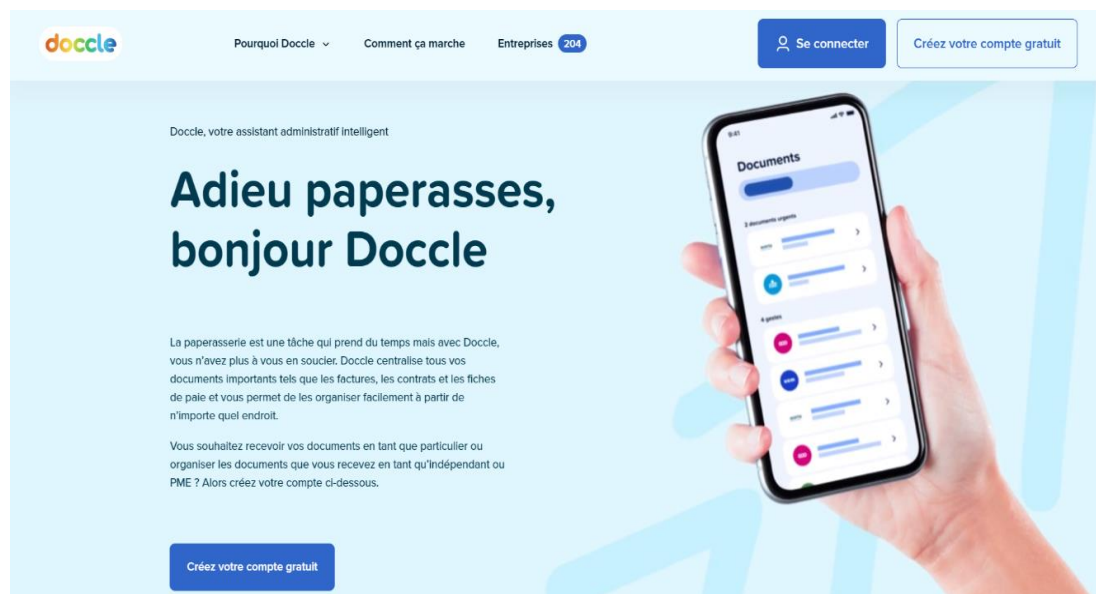 doccle
Pourquoi Doccle
Comment ça marche
Entreprises 204
Se connecter
Créez votre compte gratuit
Doccle, votre assistant administratif intelligent
Adieu paperasses,
bonjour Doccle
La paperasserie est une tâche qui prend du temps mais avec Doccle,
vous n'avez plus à vous en soucier. Doccle centralise tous vos
documents importants tels que les factures, les contrats et les fiches
de paie et vous permet de les organiser facilement à partir de
n'importe quel endroit.
Vous souhaitez recevoir vos documents en tant que particulier ou
organiser les documents que vous recevez en tant qu'indépendant ou
PME ? Alors créez votre compte ci-dessous.
Créez votre compte gratuit
9:41
Documents
2 documents urgents